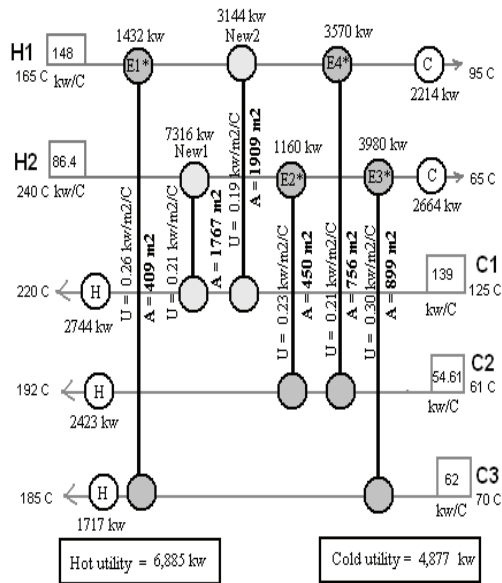 1432 kw
3144 kw
New2
3570 kw
H1
148
E1*
E4*
C
165 C
kw/C
95 C
2214 kw
7316 kw
New1
1160 kw
3980 kw
H2
86.4
E2*
E3*
C
240 C
kw/C
65 C
2664 kw
U = 0.26 kw/m2/C
A = 409 m2
U = 0.21 kw/m2/C
A = 1767 m2
U = 0.19 kw/m2/C
A = 1909 m2
U = 0.23 kw/m2/C
A = 450 m2
U = 0.21 kw/m2/C
A = 756 m2
U = 0.30 kw/m2/C
A = 899 m2
139
C1
220 C
H
125 C
kw/C
2744 kw
54.61
C2
192 C
H
61 C
kw/C
2423 kw
62
C3
185 C
H
70 C
kw/C
1717 kw
Hot utility = 6,885 kw
Cold utility = 4,877 kw